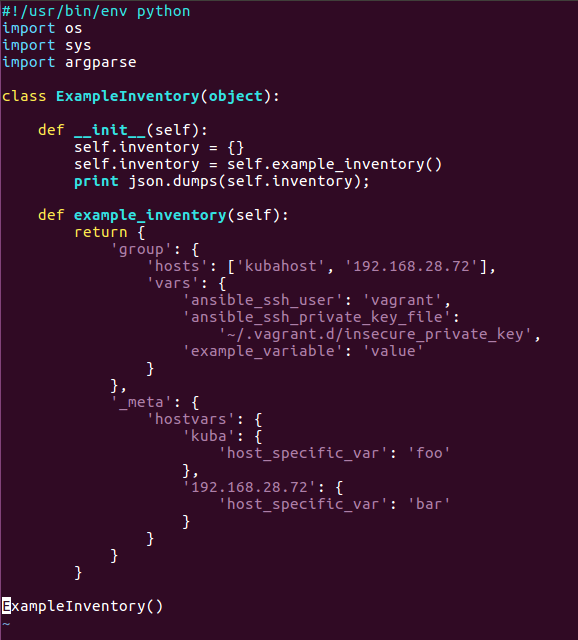 #!/usr/bin/env python
import os
import sys
import argparse

class ExampleInventory(object):

    def __init__(self):
        self.inventory = {}
        self.inventory = self.example_inventory()
        print json.dumps(self.inventory);

    def example_inventory(self):
        return {
            'group': {
                'hosts': ['kubahost', '192.168.28.72'],
                'vars': {
                    'ansible_ssh_user': 'vagrant',
                    'ansible_ssh_private_key_file':
                        '~/.vagrant.d/insecure_private_key',
                    'example_variable': 'value'
                }
            },
            '_meta': {
                'hostvars': {
                    'kuba': {
                        'host_specific_var': 'foo'
                    },
                    '192.168.28.72': {
                        'host_specific_var': 'bar'
                    }
                }
            }
        }

ExampleInventory()
~